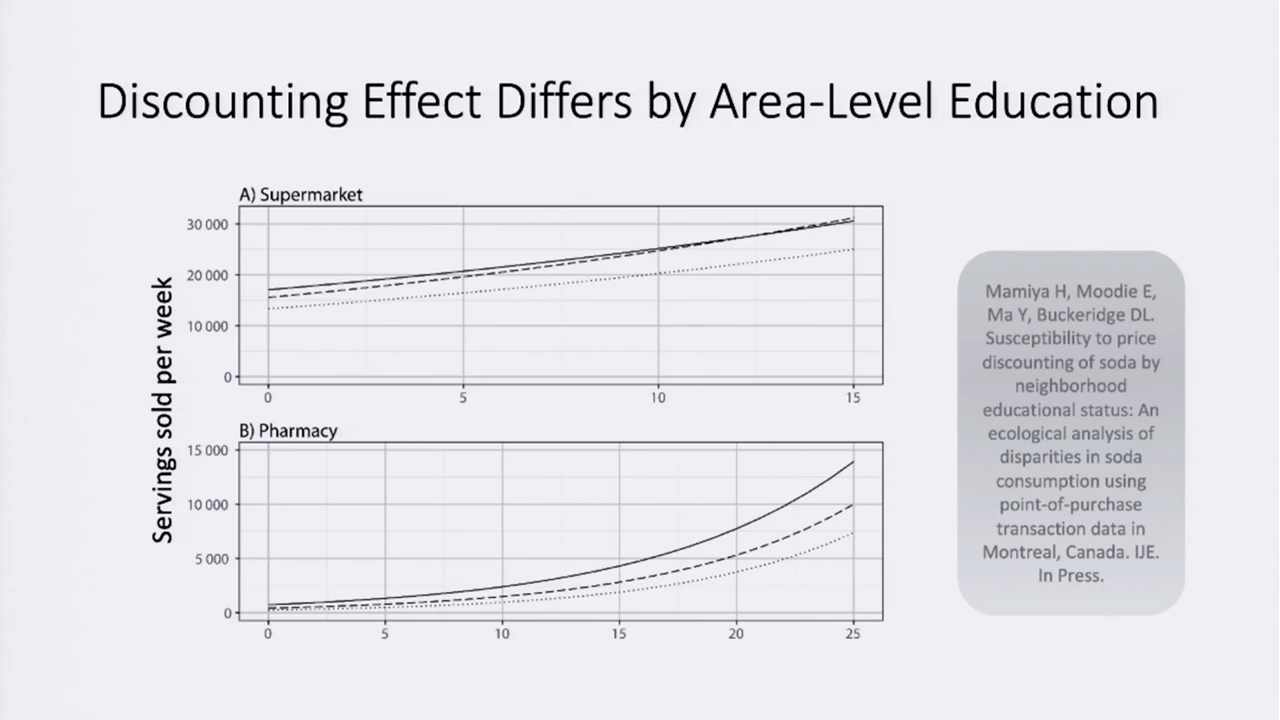 Discounting Effect Differs by Area-Level Education
A) Supermarket
30 000
20 000
10 000
0
0 5 10 15
Servings sold per week
B) Pharmacy
15 000
10 000
5 000
0
0 5 10 15 20 25
Mamiya H, Moodie E,
Ma Y, Buckeridge DL.
Susceptibility to price
discounting of soda by
neighborhood
educational status: An
ecological analysis of
disparities in soda
consumption using
point-of-purchase
transaction data in
Montreal, Canada. IJE.
In Press.